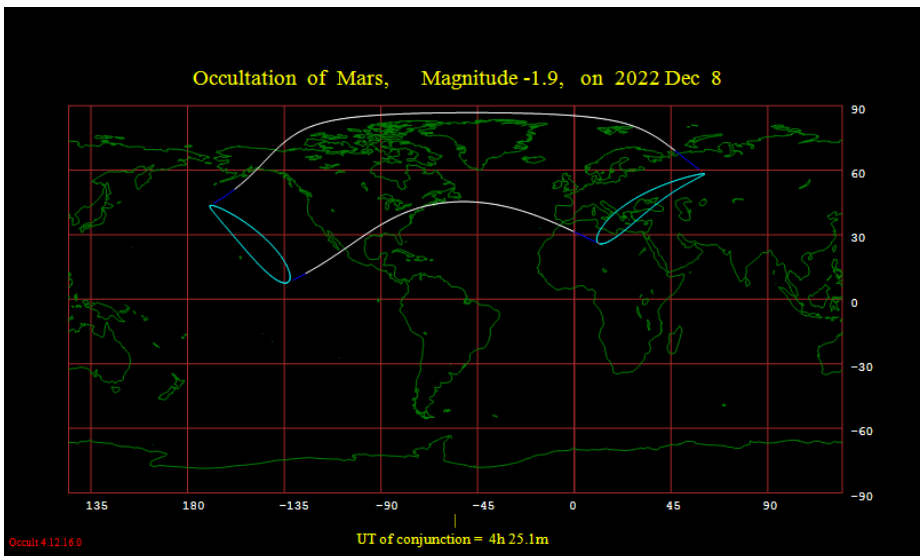 Occultation of Mars, Magnitude -1.9, on 2022 Dec 8
90
60
30
0
-30
-60
-90
135 180 -135 -90 -45 0 45 90
UT of conjunction = 4h 25.1m
Occult 4.12.16.0